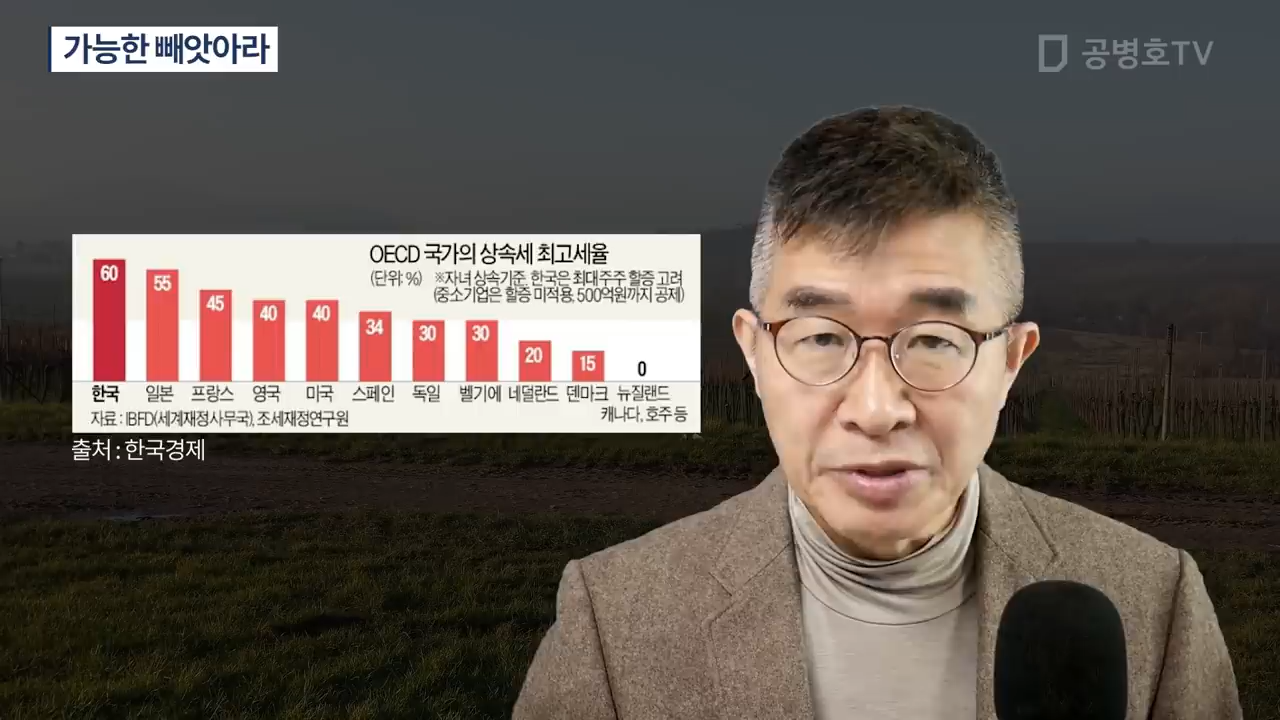 가능한 빼앗아라
공병호TV
OECD 국가의 상속세 최고세율
(단위: %) ※자녀 상속기준. 한국은 최대주주 할증 고려
(중소기업은 할증 미적용, 500억원까지 공제)
60 55 45 40 40 34 30 30 20 15 0
한국 일본 프랑스 영국 미국 스페인 독일 벨기에 네덜란드 덴마크 뉴질랜드
캐나다, 호주 등
자료 : IBFD(세계재정사무국), 조세재정연구원
출처 : 한국경제